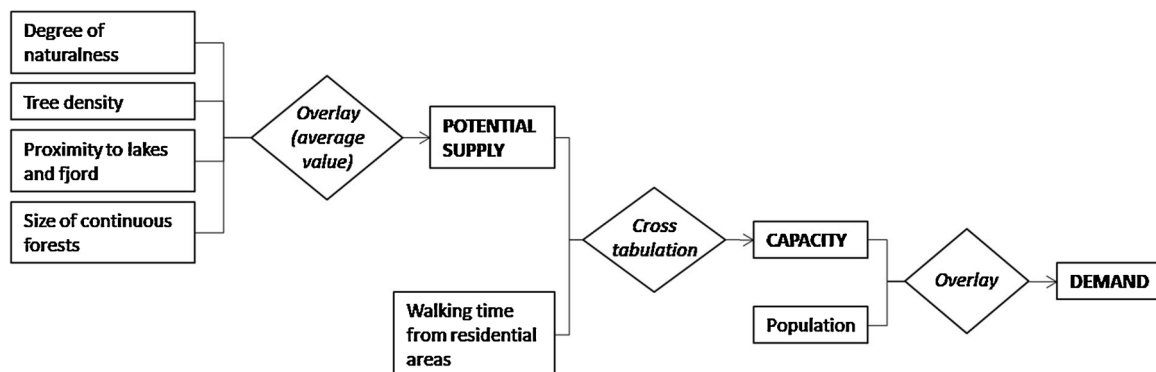 Degree of
naturalness
Tree density
Proximity to lakes
and fjord
Size of continuous
forests
Overlay
(average
value)
POTENTIAL
SUPPLY
Walking time
from residential
areas
Cross
tabulation
CAPACITY
Population
Overlay
DEMAND